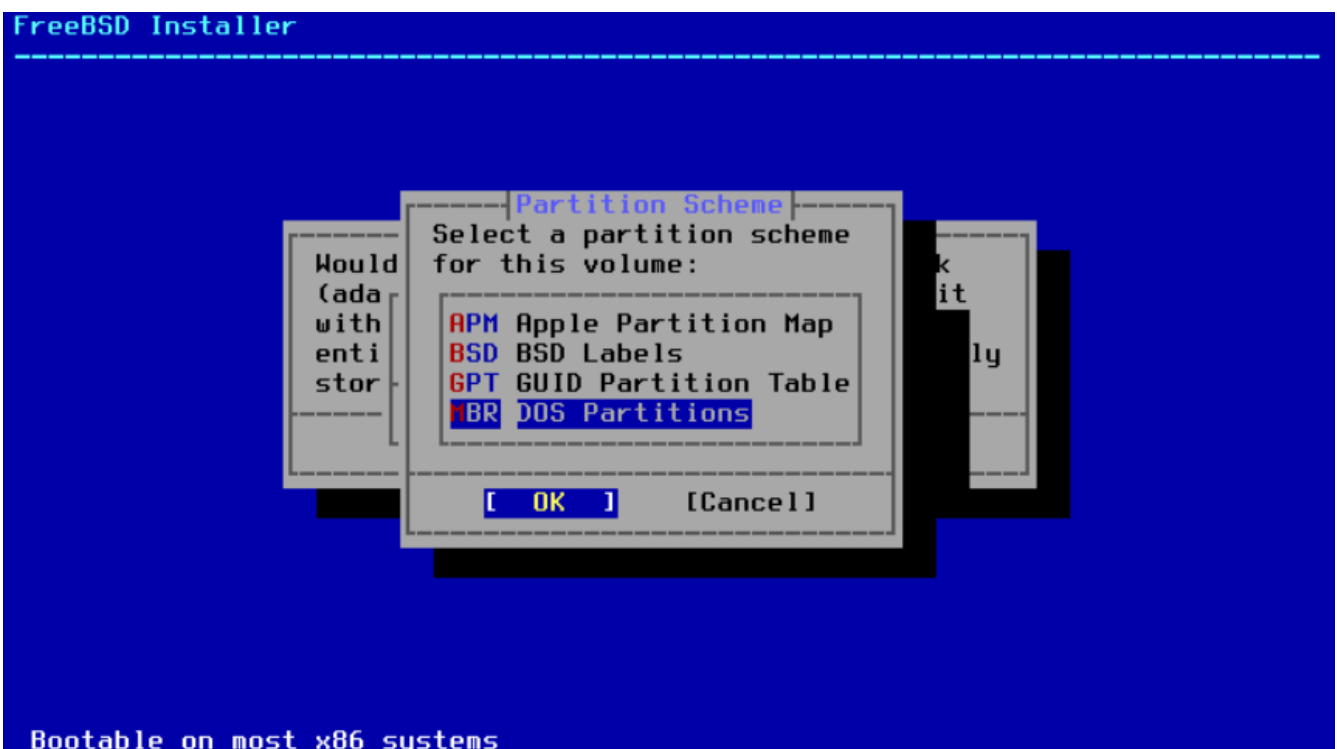 FreeBSD Installer
Partition Scheme
Select a partition scheme
for this volume:
Would
(ada
with
enti
stor
k
it
ly
APM Apple Partition Map
BSD BSD Labels
GPT GUID Partition Table
MBR DOS Partitions
[ OK ] [Cancel]
Bootable on most x86 systems